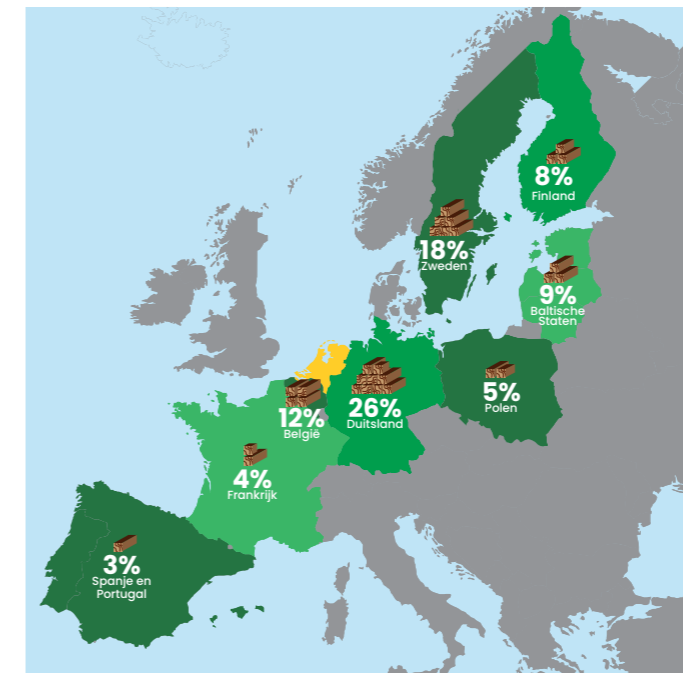 8%
Finland
18%
Zweden
9%
Baltische
Staten
5%
Polen
26%
Duitsland
12%
België
4%
Frankrijk
3%
Spanje en
Portugal